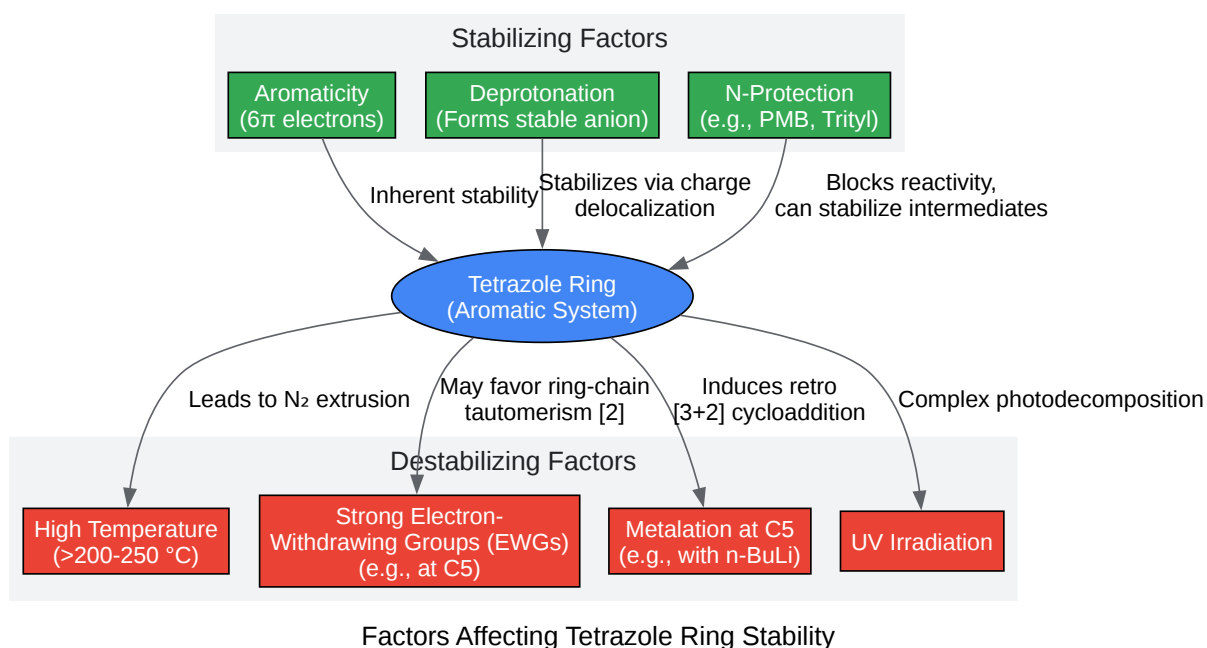 Stabilizing Factors
Aromaticity
(6π electrons)
Deprotonation
(Forms stable anion)
N-Protection
(e.g., PMB, Trityl)
Inherent stability
Stabilizes via charge
delocalization
Blocks reactivity,
can stabilize intermediates
Tetrazole Ring
(Aromatic System)
Leads to N₂ extrusion
May favor ring-chain
tautomerism [2]
Induces retro
[3+2] cycloaddition
Complex photodecomposition
Destabilizing Factors
High Temperature
(>200-250 °C)
Strong Electron-
Withdrawing Groups (EWGs)
(e.g., at C5)
Metalation at C5
(e.g., with n-BuLi)
UV Irradiation
Factors Affecting Tetrazole Ring Stability